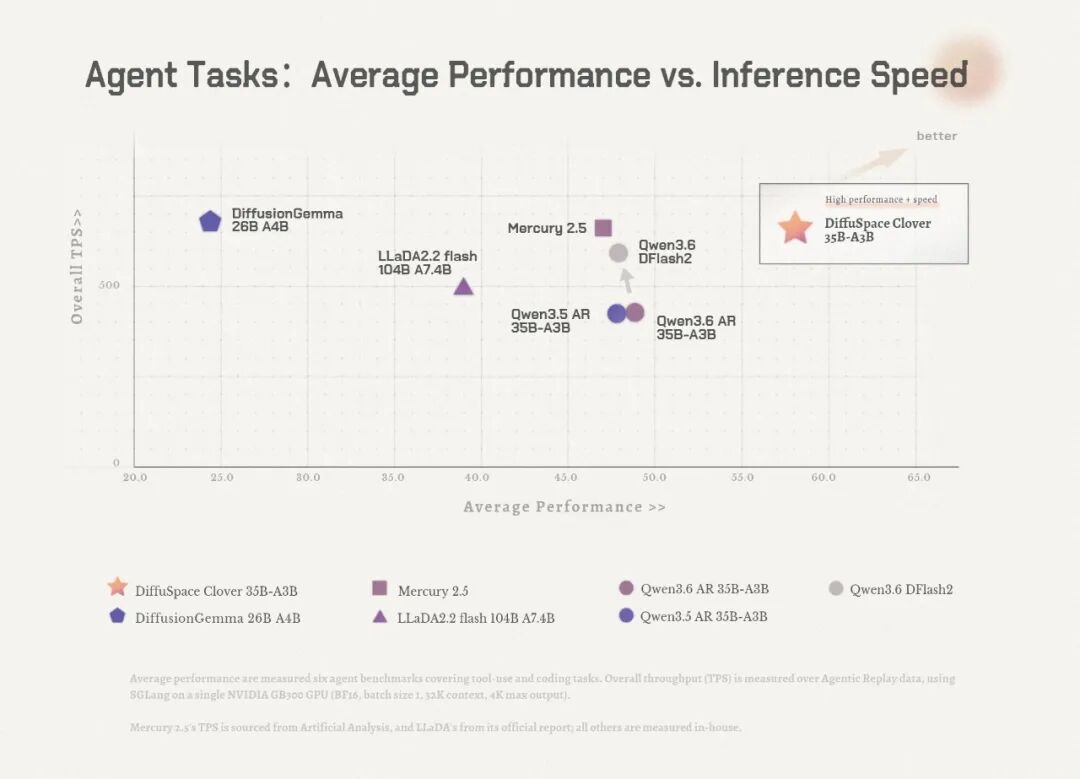 Agent Tasks: Average Performance vs. Inference Speed
better
High performance + speed
DiffuSpace Clover
35B-A3B
DiffusionGemma
26B A4B
Mercury 2.5
Qwen3.6
DFlash2
LLaDA2.2 flash
104B A7.4B
Qwen3.5 AR
35B-A3B
Qwen3.6 AR
35B-A3B
Overall TPS>>
500
0
20.0 25.0 30.0 35.0 40.0 45.0 50.0 55.0 60.0 65.0
Average Performance >>
DiffuSpace Clover 35B-A3B Mercury 2.5 Qwen3.6 AR 35B-A3B Qwen3.6 DFlash2
DiffusionGemma 26B A4B LLaDA2.2 flash 104B A7.4B Qwen3.5 AR 35B-A3B
Average agent performance are measured six agent benchmarks covering tool-use and coding tasks. Overall throughput (TPS) is measured over Agentic Replay data, using
SGLang on a single NVIDIA GB300 GPU (BF16, batch size 1, 32K context, 4K max output).
Mercury 2.5's TPS is sourced from Artificial Analysis, and LLaDA's from its official report; all others are measured in-house.